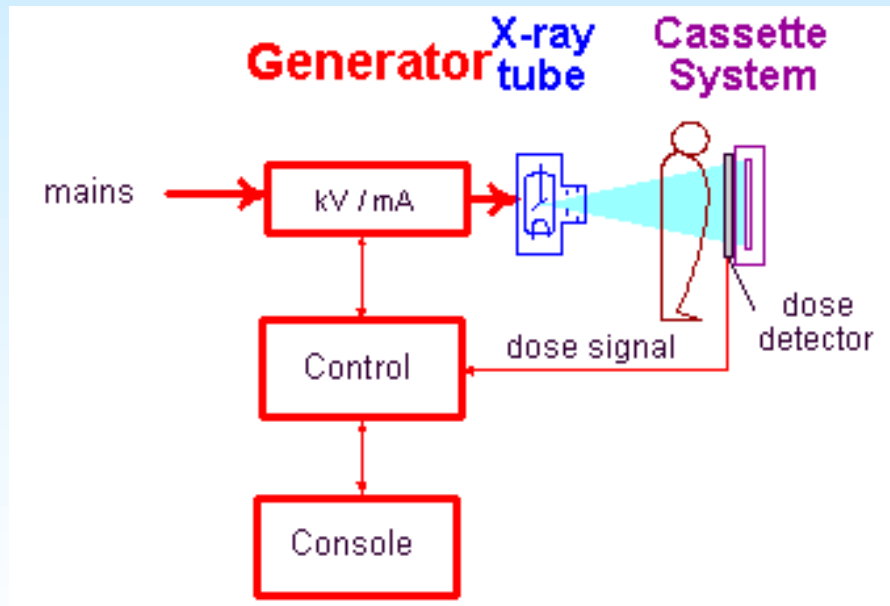 Generator
X-ray
tube
Cassette
System
mains
kV / mA
dose
detector
dose signal
Control
Console